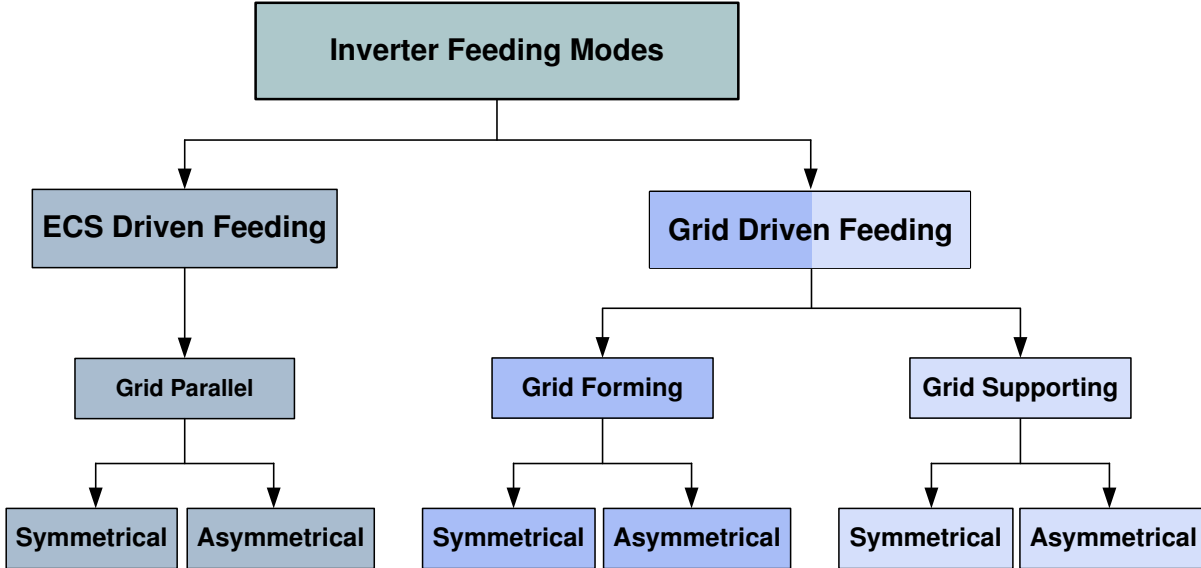 Inverter Feeding Modes
ECS Driven Feeding
Grid Driven Feeding
Grid Parallel
Grid Forming
Grid Supporting
Symmetrical
Asymmetrical
Symmetrical
Asymmetrical
Symmetrical
Asymmetrical